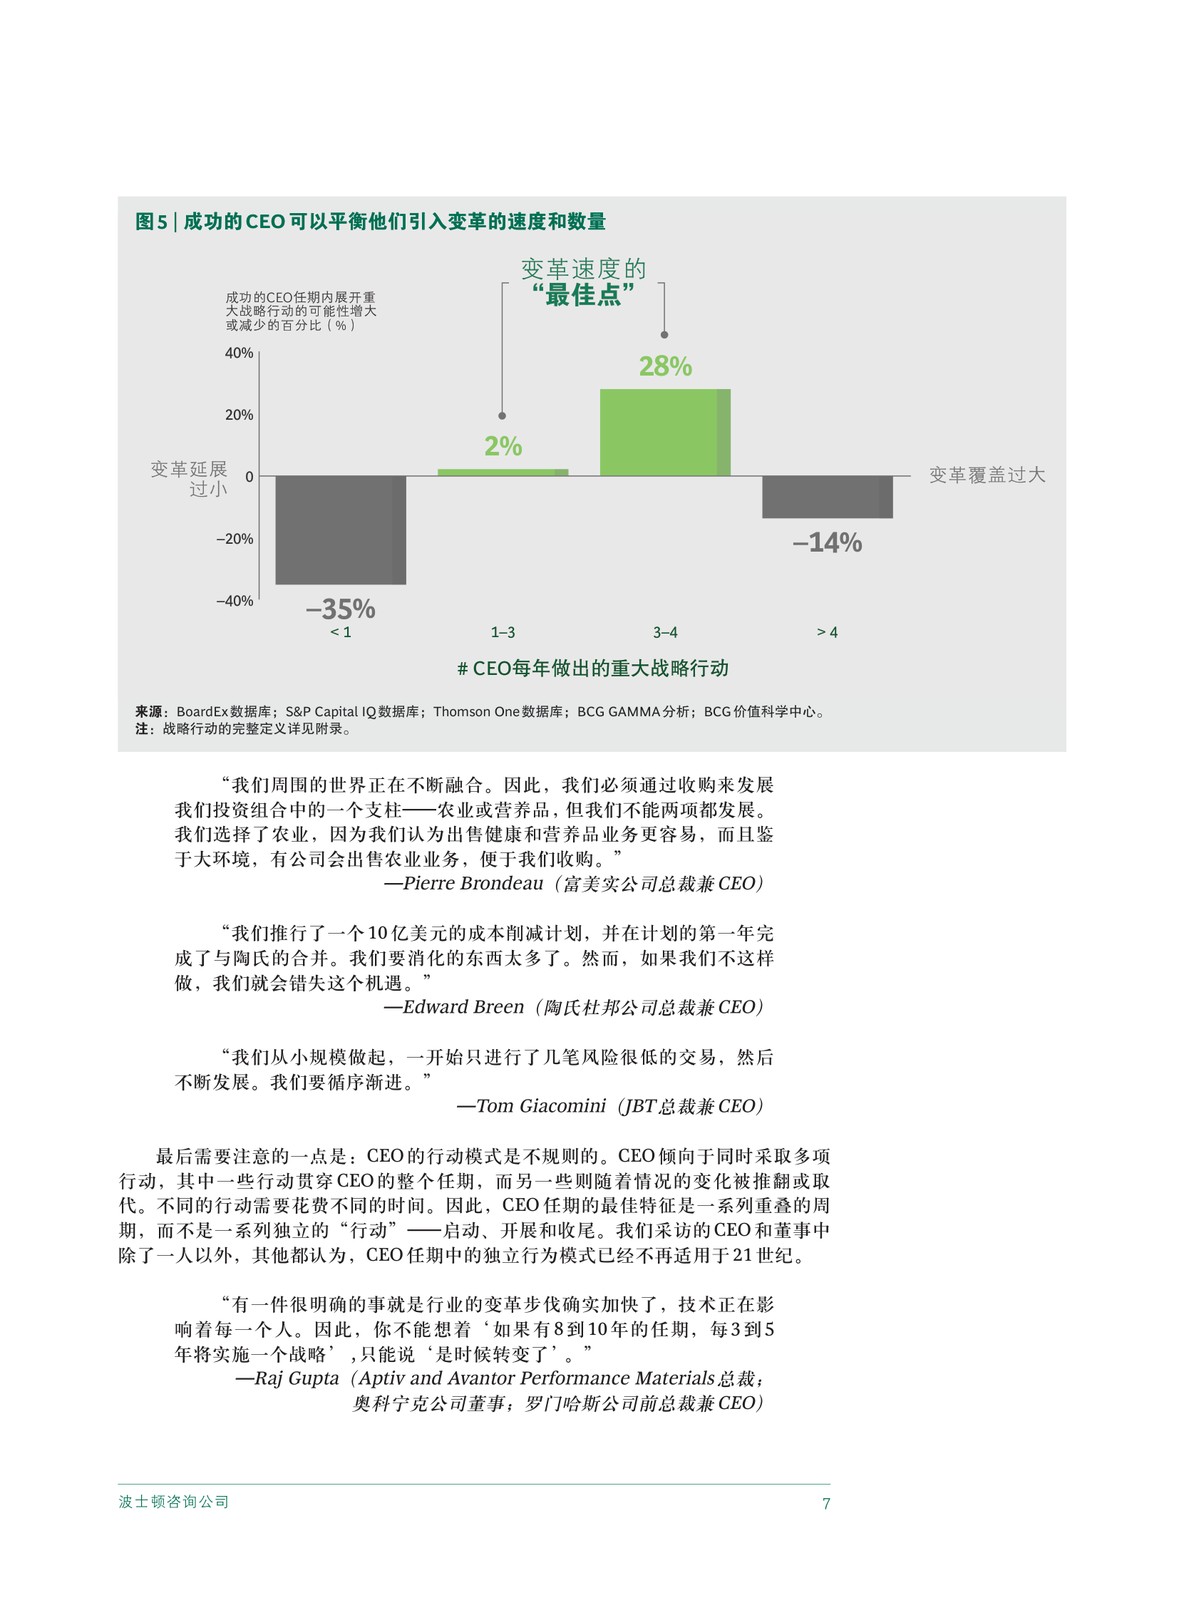 图5 | 成功的CEO可以平衡他们引入变革的速度和数量
变革速度的
“最佳点”
成功的CEO任期内展开重
大战略行动的可能性增大
或减少的百分比（%）
40%
20%
0
–20%
–40%
变革延展
过小
–35%
2%
28%
–14%
变革覆盖过大
< 1
1–3
3–4
> 4
# CEO每年做出的重大战略行动
来源：BoardEx数据库；S&P Capital IQ数据库；Thomson One数据库；BCG GAMMA分析；BCG价值科学中心。
注：战略行动的完整定义详见附录。
“我们周围的世界正在不断融合。因此，我们必须通过收购来发展
我们投资组合中的一个支柱——农业或营养品，但我们不能两项都发展。
我们选择了农业，因为我们认为出售健康和营养品业务更容易，而且鉴
于大环境，有公司会出售农业业务，便于我们收购。”
—Pierre Brondeau（富美实公司总裁兼CEO）
“我们推行了一个10亿美元的成本削减计划，并在计划的第一年完
成了与陶氏的合并。我们要消化的东西太多了。然而，如果我们不这样
做，我们就会错失这个机遇。”
—Edward Breen（陶氏杜邦公司总裁兼CEO）
“我们从小规模做起，一开始只进行了几笔风险很低的交易，然后
不断发展。我们要循序渐进。”
—Tom Giacomini（JBT总裁兼CEO）
最后需要注意的一点是：CEO的行动模式是不规则的。CEO倾向于同时采取多项
行动，其中一些行动贯穿CEO的整个任期，而另一些则随着情况的变化被推翻或取
代。不同的行动需要花费不同的时间。因此，CEO任期的最佳特征是一系列重叠的周
期，而不是一系列独立的“行动”——启动、开展和收尾。我们采访的CEO和董事中
除了一人以外，其他都认为，CEO任期中的独立行为模式已经不再适用于21世纪。
“有一件很明确的事就是行业的变革步伐确实加快了，技术正在影
响着每一个人。因此，你不能想着‘如果有8到10年的任期，每3到5
年将实施一个战略’,只能说‘是时候转变了’。”
—Raj Gupta（Aptiv and Avantor Performance Materials总裁；
奥科宁克公司董事；罗门哈斯公司前总裁兼CEO）
波士顿咨询公司
7